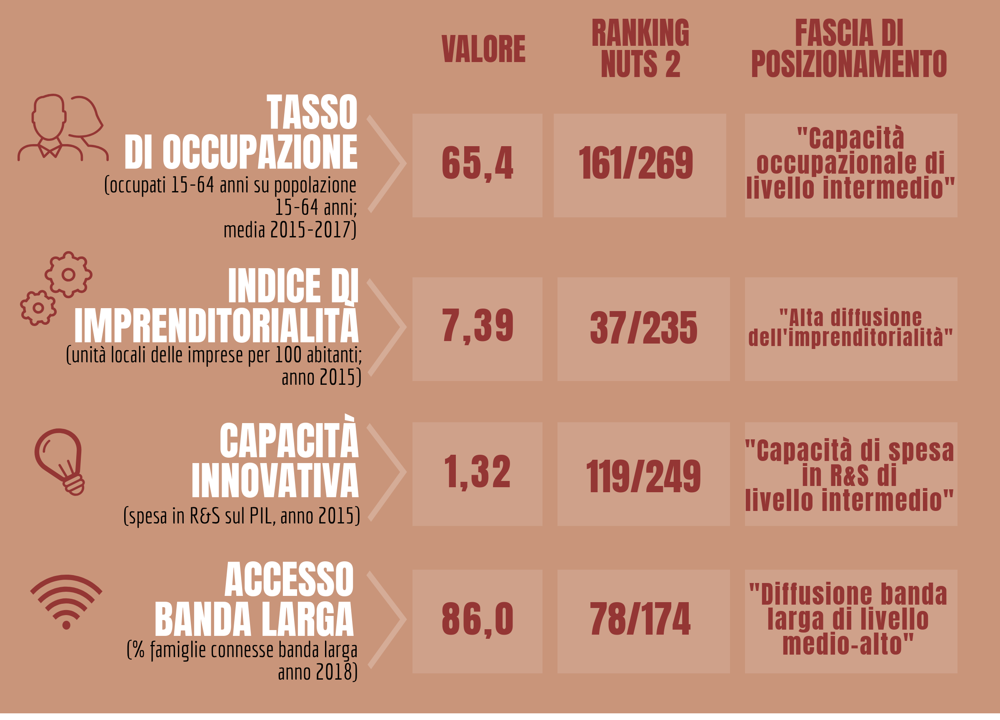 VALORE
RANKING
NUTS 2
FASCIA DI
POSIZIONAMENTO
TASSO
DI OCCUPAZIONE
(occupati 15-64 anni su popolazione
15-64 anni;
media 2015-2017)
65,4
161/269
"Capacità
occupazionale di
livello intermedio"
INDICE DI
IMPRENDITORIALITÀ
(unità locali delle imprese per 100 abitanti;
anno 2015)
7,39
37/235
"Alta diffusione
dell'imprenditorialità"
CAPACITÀ
INNOVATIVA
(spesa in R&S sul PIL, anno 2015)
1,32
119/249
"Capacità di spesa
in R&S di
livello intermedio"
ACCESSO
BANDA LARGA
(% famiglie connesse banda larga
anno 2018)
86,0
78/174
"Diffusione banda
larga di livello
medio-alto"